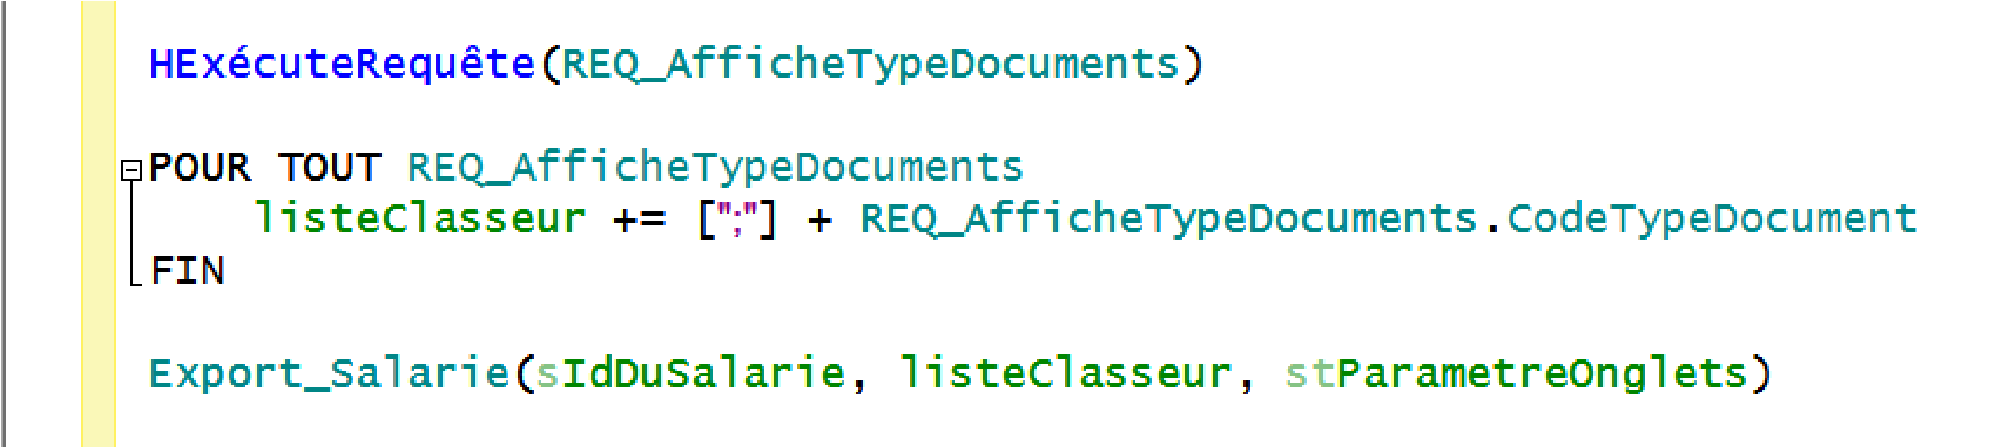 HExécuteRequête(REQ_AfficheTypeDocuments)
POUR TOUT REQ_AfficheTypeDocuments
listeClasseur += [";"] + REQ_AfficheTypeDocuments.CodeTypeDocument
FIN
Export_Salarie(sIdDuSalarie, listeClasseur, stParametreOnglets)